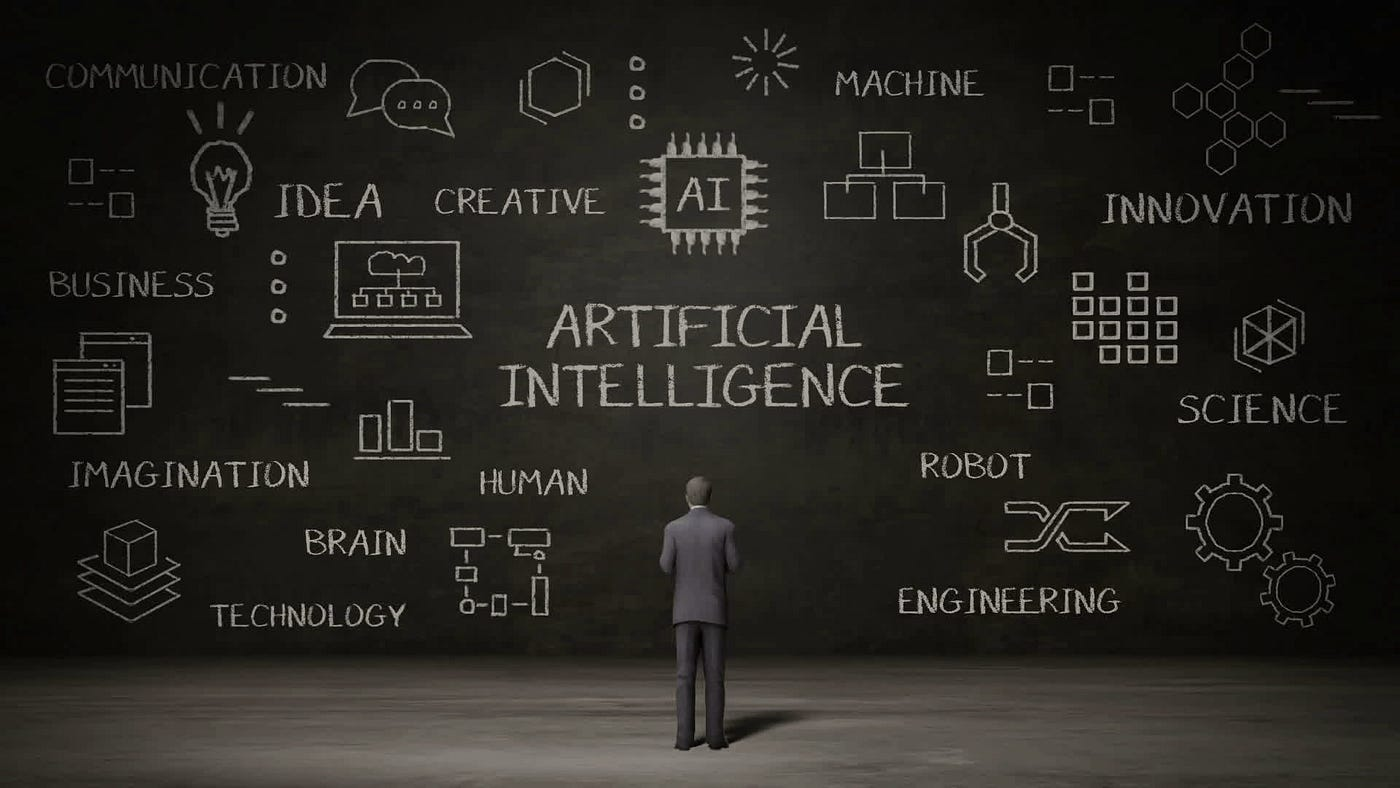 COMMUNICATION
MACHINE
AI
IDEA
CREATIVE
INNOVATION
BUSINESS
ARTIFICIAL
INTELLIGENCE
SCIENCE
IMAGINATION
HUMAN
ROBOT
BRAIN
TECHNOLOGY
ENGINEERING